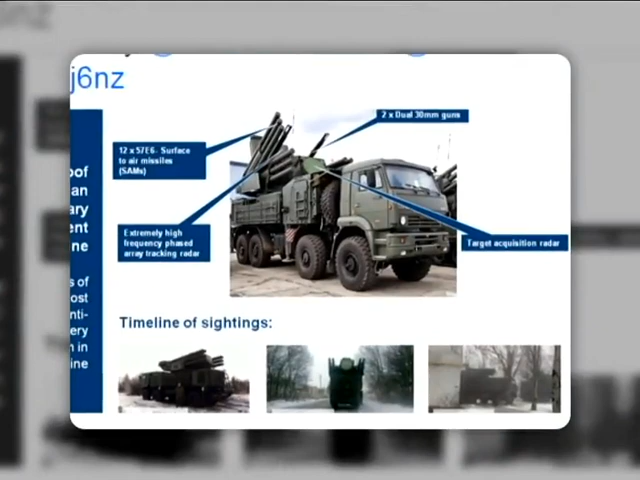 j6nz
2 x Dual 30mm guns
12 x 57E6- Surface
to air missiles
(SAMs)
Extremely high
frequency phased
array tracking radar
Target acquisition radar
oof
an
ary
ent
ne
s of
ost
nti-
ery
n in
ine
Timeline of sightings: